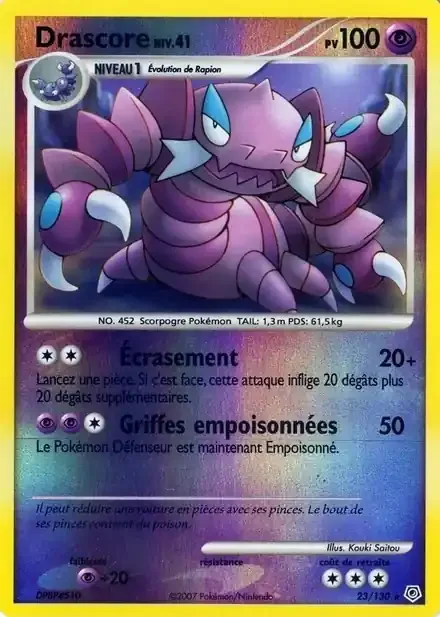 Drascore NIV.41 PV100
NIVEAU 1 Évolution de Rapion
NO. 452 Scorpogre Pokémon TAIL: 1,3m PDS: 61,5kg
Écrasement 20+
Lancez une pièce. Si c'est face, cette attaque inflige 20 dégâts plus
20 dégâts supplémentaires.
Griffes empoisonnées 50
Le Pokémon Défenseur est maintenant Empoisonné.
Il peut réduire une voiture en pièces avec ses pinces. Le bout de
ses pinces contient du poison.
Illus. Kouki Saitou
faiblesse résistance coût de retraite
+20
DPBP#510 ©2007 Pokémon/Nintendo 23/130